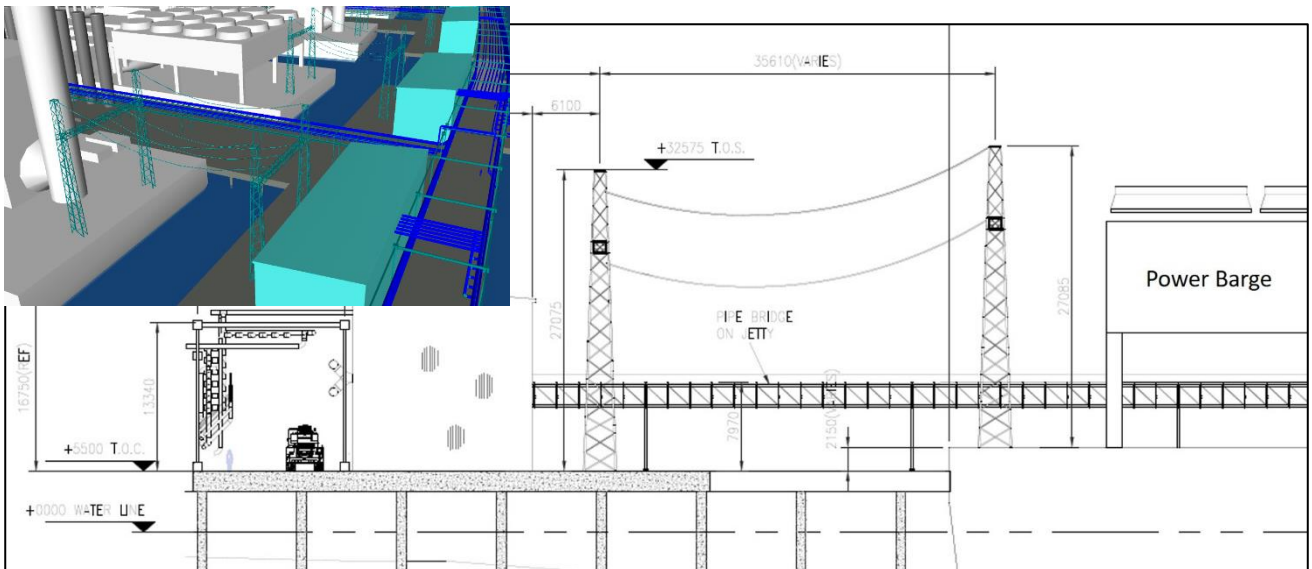 35610(VARIES)
6100
+32575 T.O.S.
27075
27085
Power Barge
PIPE BRIDGE
ON JETTY
16750(REF)
13340
7970
2150(VARIES)
+5500 T.O.C.
+0000 WATER LINE